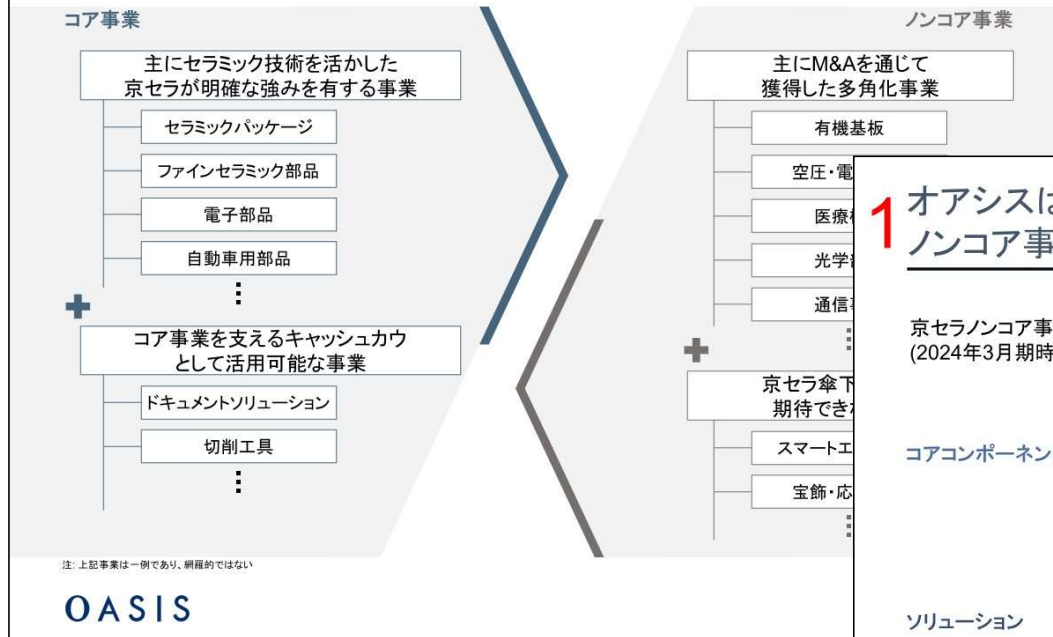 コア事業
主にセラミック技術を活かした
京セラが明確な強みを有する事業
セラミックパッケージ
ファインセラミック部品
電子部品
自動車用部品
コア事業を支えるキャッシュカウ
として活用可能な事業
ドキュメントソリューション
切削工具
注: 上記事業は一例であり、網羅的ではない
OASIS
ノンコア事業
主にM&Aを通じて
獲得した多角化事業
有機基板
空圧・電
医療
光学
通信
京セラ傘下
期待でき
スマートエ
宝飾・応
1
オアシスは
ノンコア事
京セラノンコア事
(2024年3月期時
コアコンポーネン
ソリューション